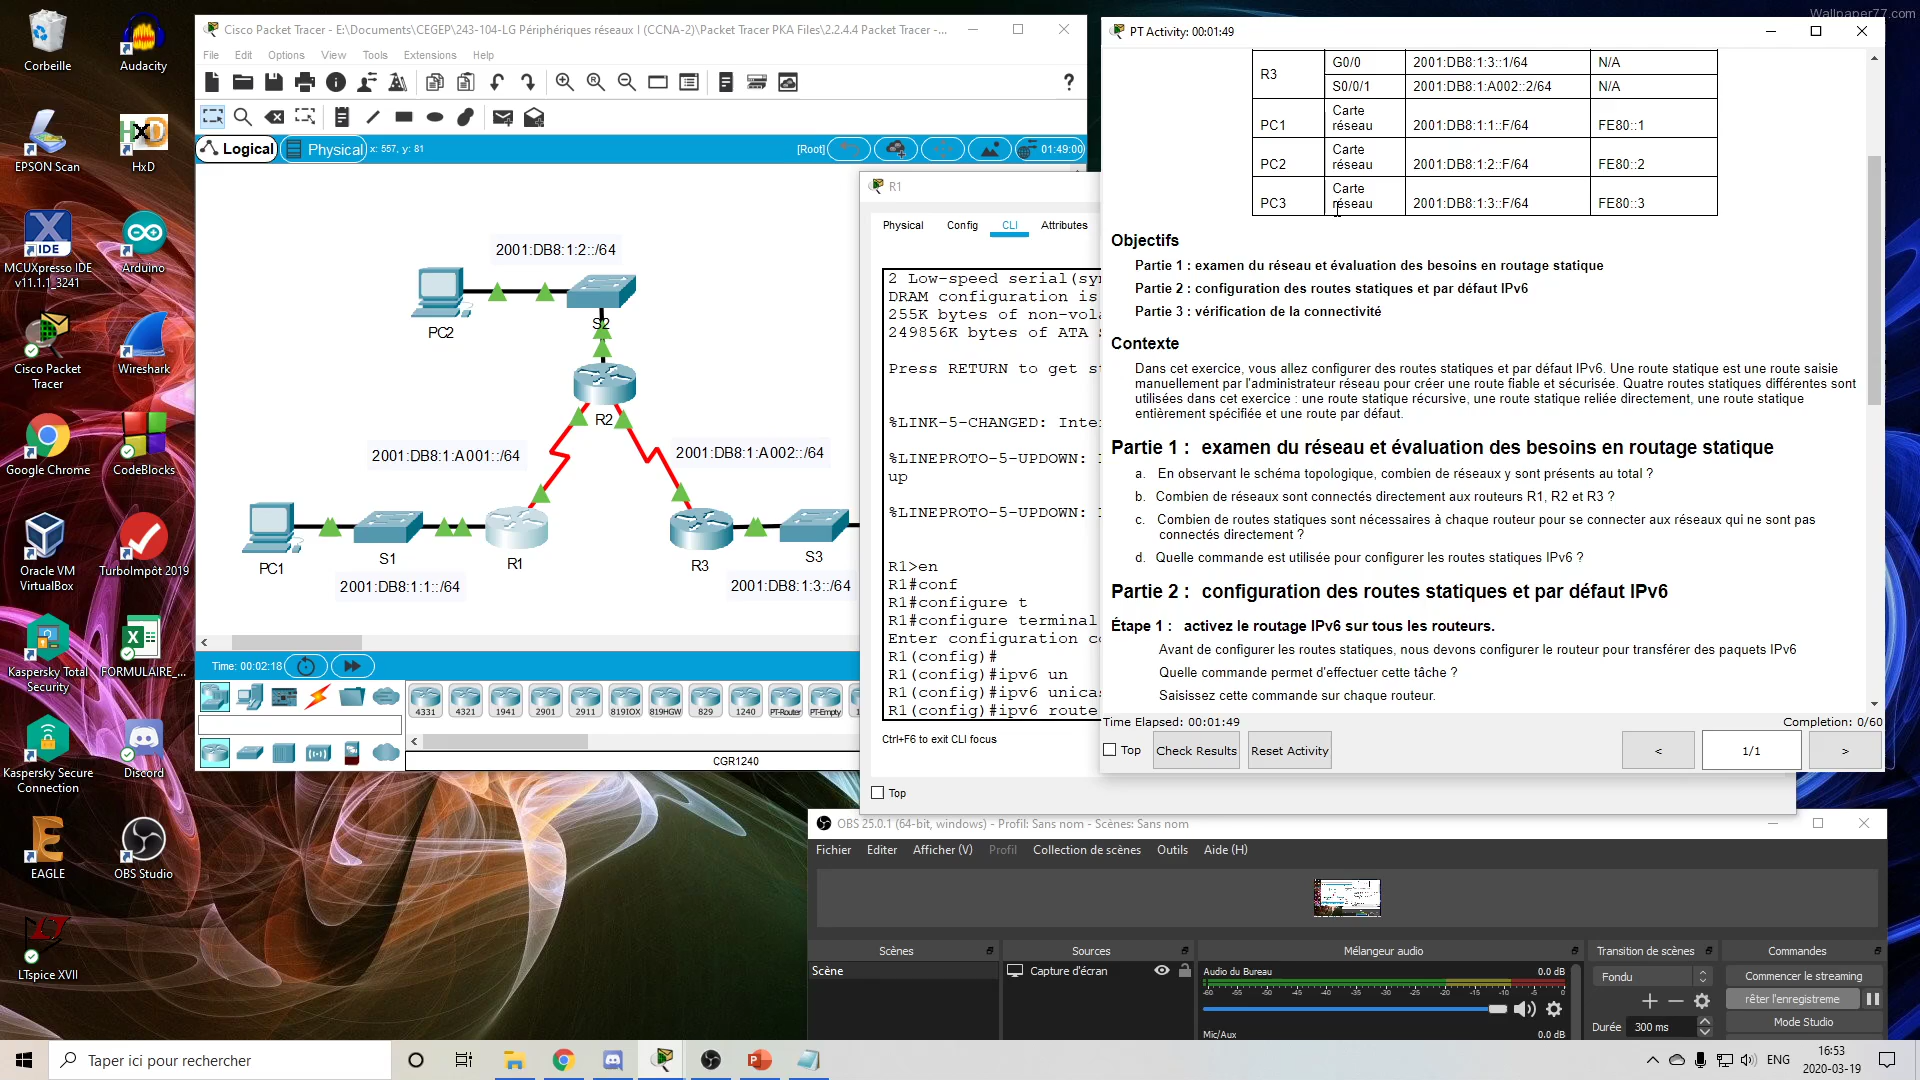 Wallpaper77.com
Corbeille
Audacity
EPSON Scan
HxD
MCUXpresso IDE
v11.1.1_3241
Arduino
Cisco Packet
Tracer
Wireshark
Google Chrome
CodeBlocks
Oracle VM
VirtualBox
TurboImpôt 2019
Kaspersky Total
Security
FORMULAIRE_...
Kaspersky Secure
Connection
Discord
EAGLE
OBS Studio
LTspice XVII
Cisco Packet Tracer - E:\Documents\CEGEP\243-104-LG Périphériques réseaux I (CCNA-2)\Packet Tracer PKA Files\2.2.4.4 Packet Tracer -...
File Edit Options View Tools Extensions Help
Logical
Physical
x: 557, y: 81
[Root]
01:49:00
2001:DB8:1:2::/64
PC2
S2
R2
2001:DB8:1:A001::/64
2001:DB8:1:A002::/64
PC1
S1
R1
R3
S3
2001:DB8:1:1::/64
2001:DB8:1:3::/64
Time: 00:02:18
4331 4321 1941 2901 2911 819IOX 819HGW 829 1240 PT-Router PT-Empty
CGR1240
R1
Physical Config CLI Attributes
2 Low-speed serial(sy
DRAM configuration is
255K bytes of non-vol
249856K bytes of ATA
Press RETURN to get s
%LINK-5-CHANGED: Inte
%LINEPROTO-5-UPDOWN:
up
%LINEPROTO-5-UPDOWN:
R1>en
R1#conf
R1#configure t
R1#configure terminal
Enter configuration c
R1(config)#
R1(config)#ipv6 un
R1(config)#ipv6 unica
R1(config)#ipv6 route
Ctrl+F6 to exit CLI focus
Top
PT Activity: 00:01:49
R3 G0/0 2001:DB8:1:3::1/64 N/A
S0/0/1 2001:DB8:1:A002::2/64 N/A
PC1 Carte réseau 2001:DB8:1:1::F/64 FE80::1
PC2 Carte réseau 2001:DB8:1:2::F/64 FE80::2
PC3 Carte réseau 2001:DB8:1:3::F/64 FE80::3
Objectifs
Partie 1 : examen du réseau et évaluation des besoins en routage statique
Partie 2 : configuration des routes statiques et par défaut IPv6
Partie 3 : vérification de la connectivité
Contexte
Dans cet exercice, vous allez configurer des routes statiques et par défaut IPv6. Une route statique est une route saisie
manuellement par l'administrateur réseau pour créer une route fiable et sécurisée. Quatre routes statiques différentes sont
utilisées dans cet exercice : une route statique récursive, une route statique reliée directement, une route statique
entièrement spécifiée et une route par défaut.
Partie 1 : examen du réseau et évaluation des besoins en routage statique
a. En observant le schéma topologique, combien de réseaux y sont présents au total ?
b. Combien de réseaux sont connectés directement aux routeurs R1, R2 et R3 ?
c. Combien de routes statiques sont nécessaires à chaque routeur pour se connecter aux réseaux qui ne sont pas
connectés directement ?
d. Quelle commande est utilisée pour configurer les routes statiques IPv6 ?
Partie 2 : configuration des routes statiques et par défaut IPv6
Étape 1 : activez le routage IPv6 sur tous les routeurs.
Avant de configurer les routes statiques, nous devons configurer le routeur pour transférer des paquets IPv6
Quelle commande permet d'effectuer cette tâche ?
Saisissez cette commande sur chaque routeur.
Time Elapsed: 00:01:49
Completion: 0/60
Top
Check Results
Reset Activity
<
1/1
>
OBS 25.0.1 (64-bit, windows) - Profil: Sans nom - Scènes: Sans nom
Fichier Editer Afficher (V) Profil Collection de scènes Outils Aide (H)
Scènes
Sources
Mélangeur audio
Transition de scènes
Commandes
Scène
Capture d'écran
Audio du Bureau 0.0 dB
-60 -55 -50 -45 -40 -35 -30 -25 -20 -15 -10 -5 0
Mic/Aux 0.0 dB
Fondu
Durée 300 ms
Commencer le streaming
rêter l'enregistreme
Mode Studio
Taper ici pour rechercher
ENG
16:53
2020-03-19